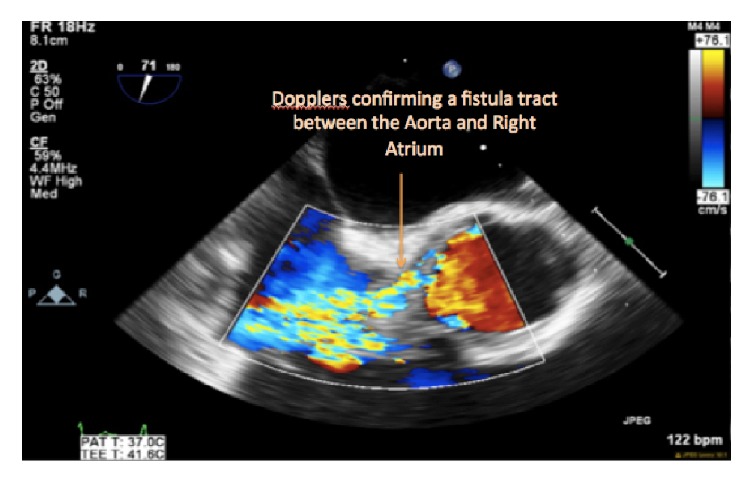 FR 18Hz
8.1cm
2D
63%
C 50
P Off
Gen
CF
59%
4.4MHz
WF High
Med
0 71 180
P
M4 M4
+76.1
-76.1
cm/s
Dopplers confirming a fistula tract
between the Aorta and Right
Atrium
G
P R
PAT T: 37.0C
TEE T: 41.6C
JPEG
122 bpm